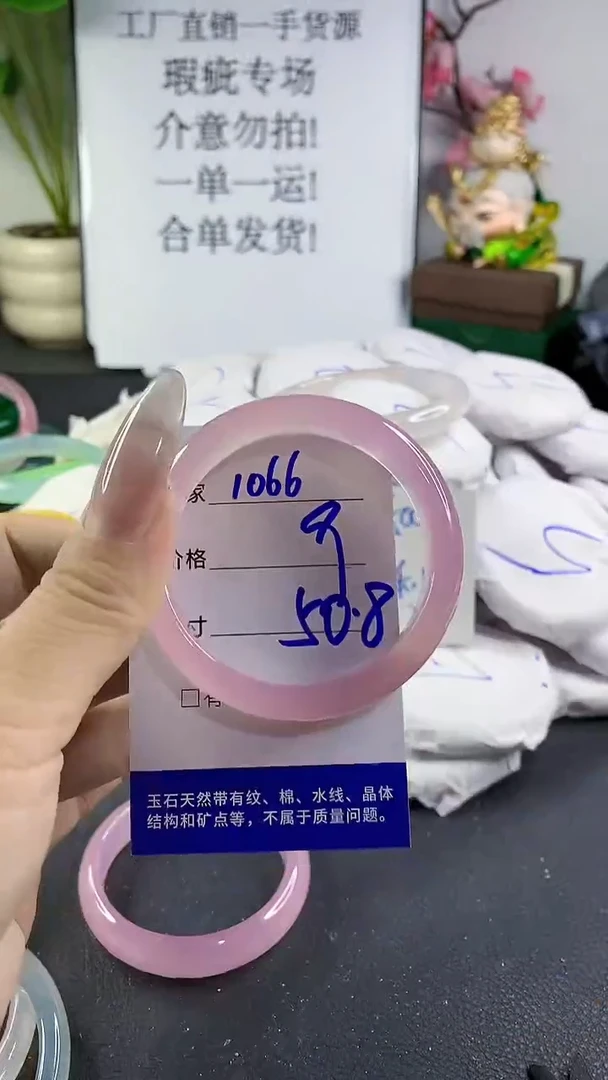 工厂直销一手货源
瑕疵专场
介意勿拍!
一单一运!
合单发货!
家 1066
价格
寸 50.8
玉石天然带有纹、棉、水线、晶体
结构和矿点等，不属于质量问题。